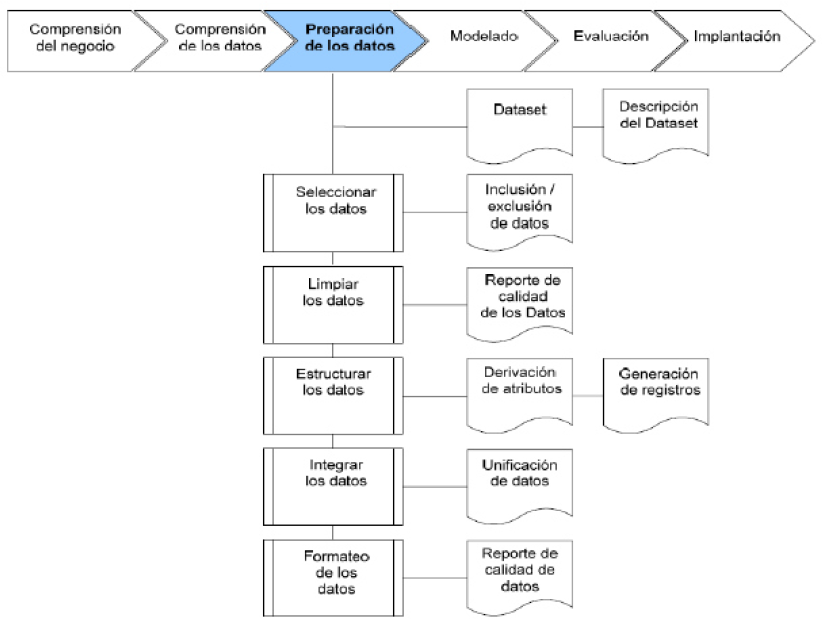 Comprensión
del negocio
Comprensión
de los datos
Preparación
de los datos
Modelado
Evaluación
Implantación
Dataset
Descripción
del Dataset
Seleccionar
los datos
Inclusión /
exclusión
de datos
Limpiar
los datos
Reporte de
calidad
de los Datos
Estructurar
los datos
Derivación
de atributos
Generación
de registros
Integrar
los datos
Unificación
de datos
Formateo
de los
datos
Reporte de
calidad de
datos